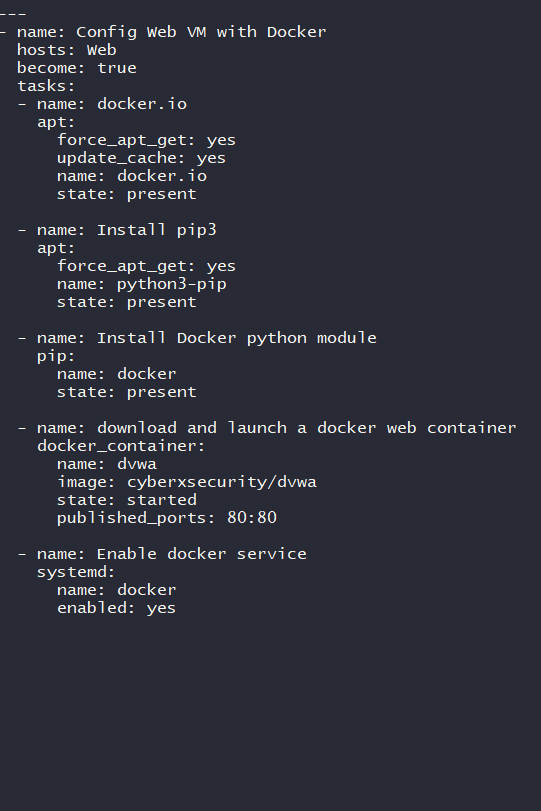 ---
- name: Config Web VM with Docker
  hosts: Web
  become: true
  tasks:
  - name: docker.io
    apt:
      force_apt_get: yes
      update_cache: yes
      name: docker.io
      state: present

  - name: Install pip3
    apt:
      force_apt_get: yes
      name: python3-pip
      state: present

  - name: Install Docker python module
    pip:
      name: docker
      state: present

  - name: download and launch a docker web container
    docker_container:
      name: dvwa
      image: cyberxsecurity/dvwa
      state: started
      published_ports: 80:80

  - name: Enable docker service
    systemd:
      name: docker
      enabled: yes